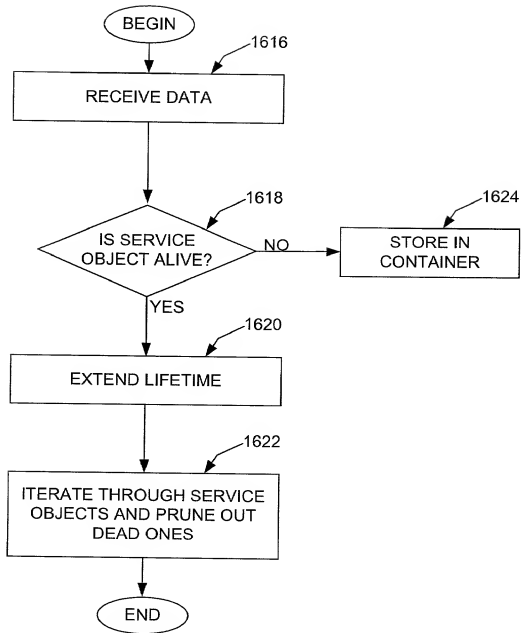 BEGIN
1616
RECEIVE DATA
1618
IS SERVICE
OBJECT ALIVE?
NO
1624
STORE IN
CONTAINER
YES
1620
EXTEND LIFETIME
1622
ITERATE THROUGH SERVICE
OBJECTS AND PRUNE OUT
DEAD ONES
END